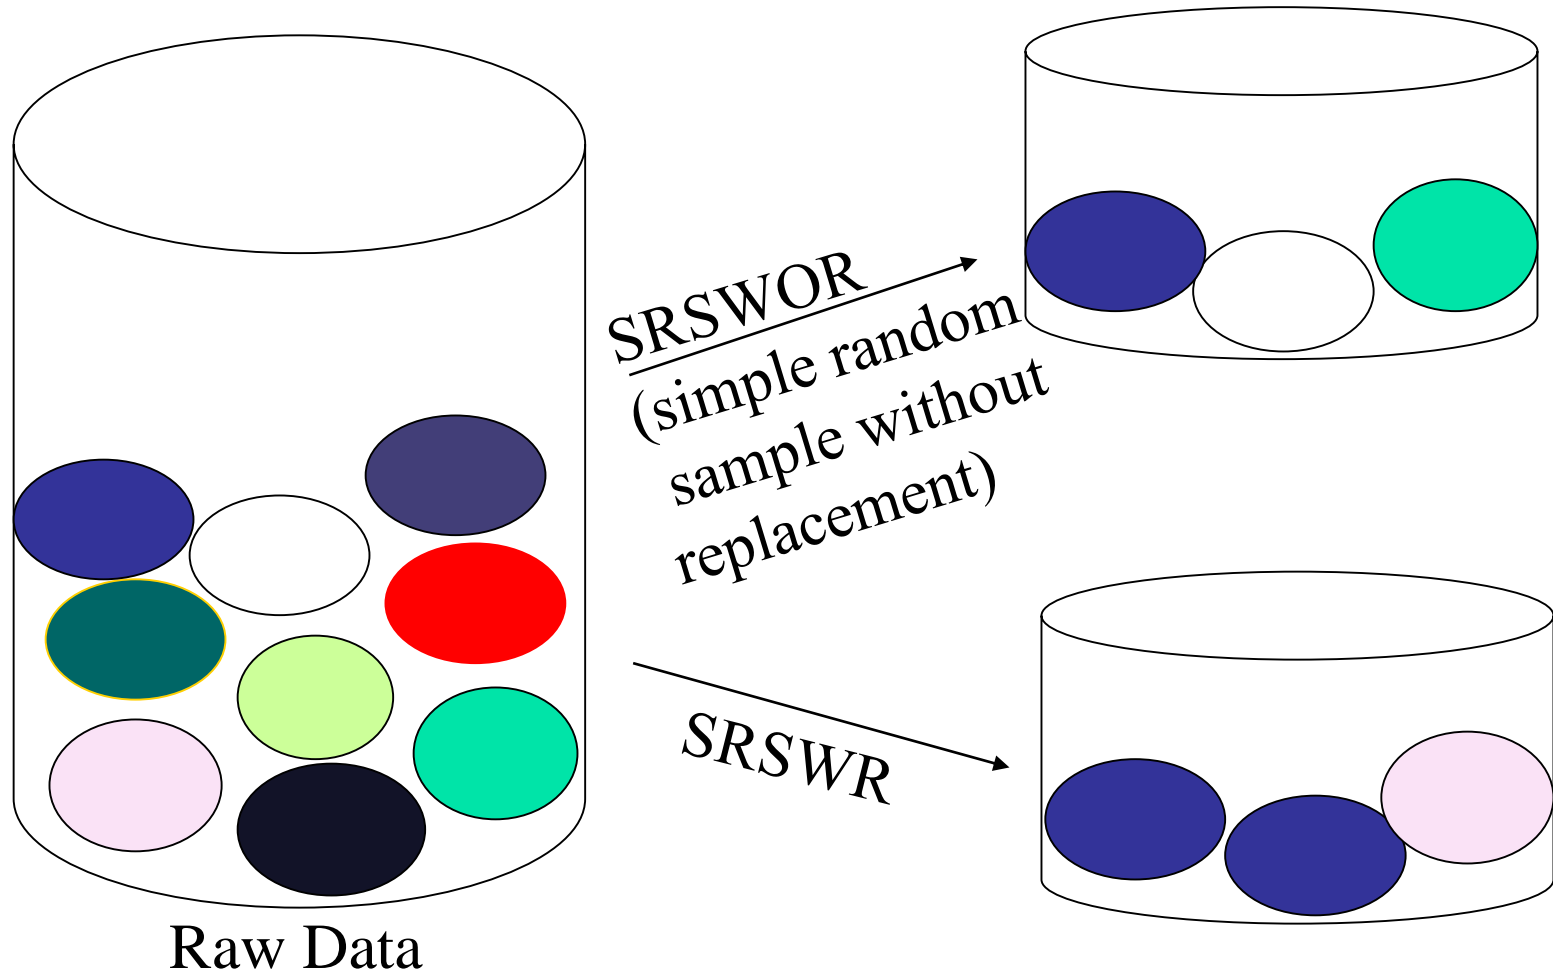 SRSWOR
(simple random
sample without
replacement)
SRSWR
Raw Data